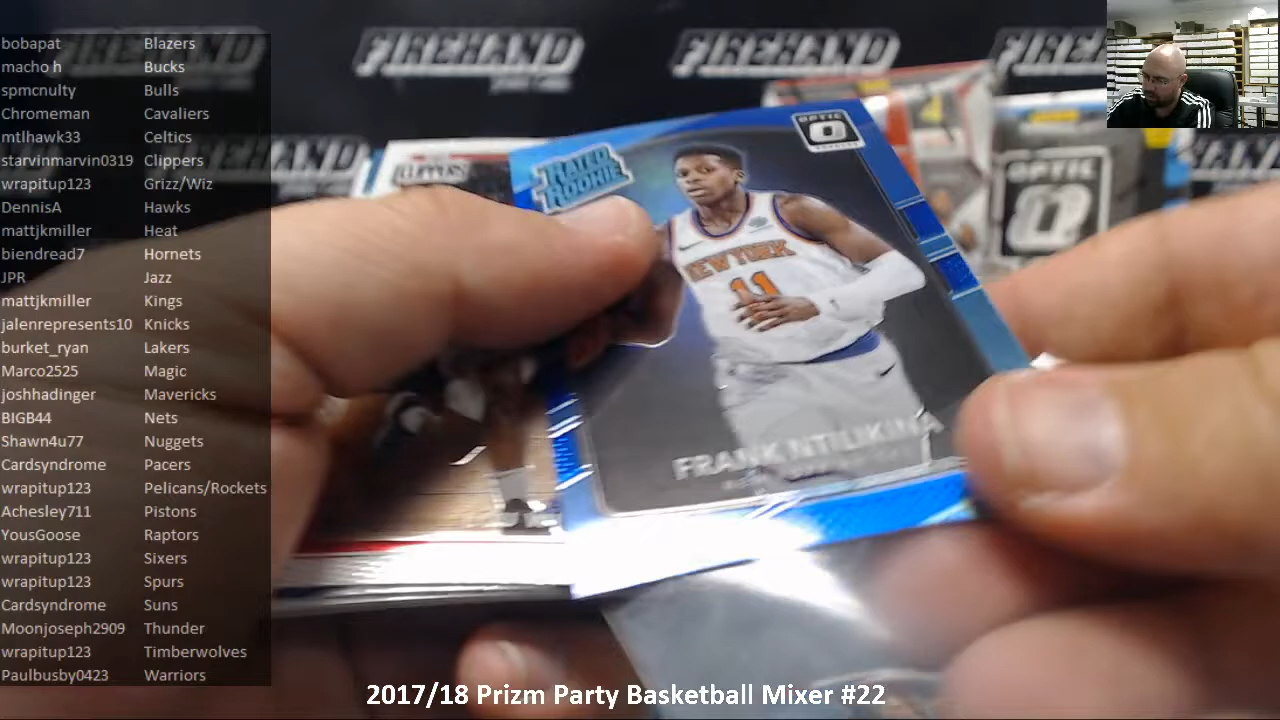 bobapat Blazers
macho h Bucks
spmcnulty Bulls
Chromeman Cavaliers
mtlhawk33 Celtics
starvinmarvin0319 Clippers
wrapitup123 Grizz/Wiz
DennisA Hawks
mattjkmiller Heat
biendread7 Hornets
JPR Jazz
mattjkmiller Kings
jalenrepresents10 Knicks
burket_ryan Lakers
Marco2525 Magic
joshhadinger Mavericks
BIGB44 Nets
Shawn4u77 Nuggets
Cardsyndrome Pacers
wrapitup123 Pelicans/Rockets
Achesley711 Pistons
YousGoose Raptors
wrapitup123 Sixers
wrapitup123 Spurs
Cardsyndrome Suns
Moonjoseph2909 Thunder
wrapitup123 Timberwolves
Paulbusby0423 Warriors
FIREHAND
FIREHAND
CLIPPERS
RATED
ROOKIE
OPTIC
NEW YORK
11
FRANK NTILIKINA
OPTIC
2017/18 Prizm Party Basketball Mixer #22